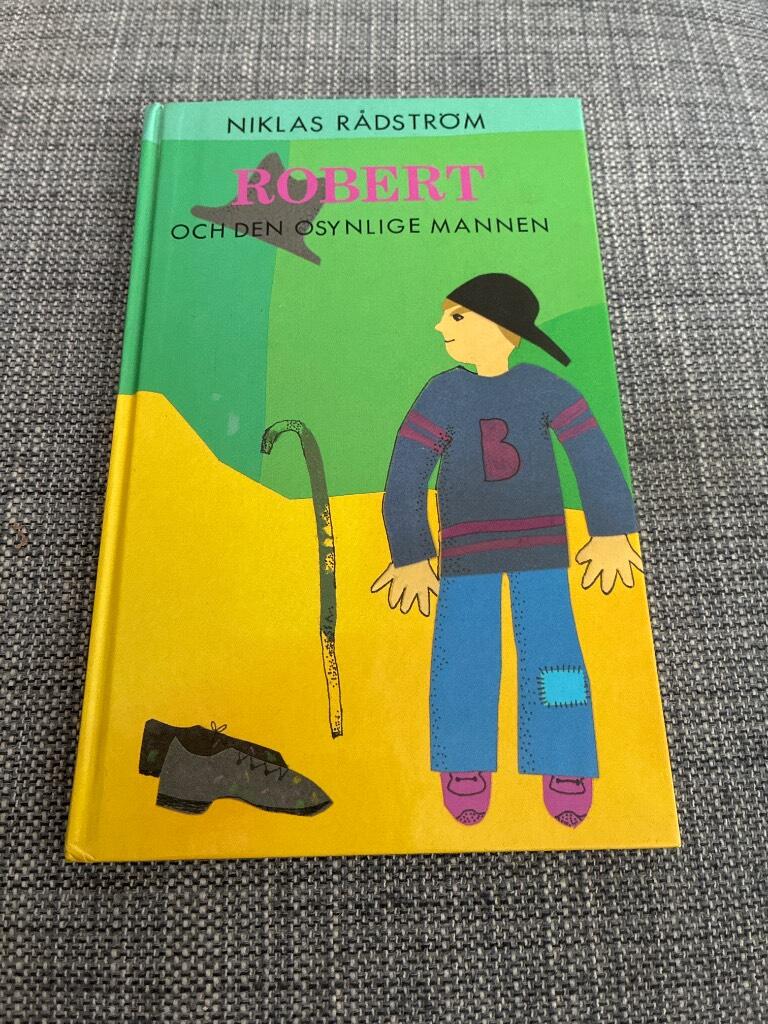 NIKLAS RÅDSTRÖM
ROBERT
OCH DEN OSYNLIGE MANNEN
B